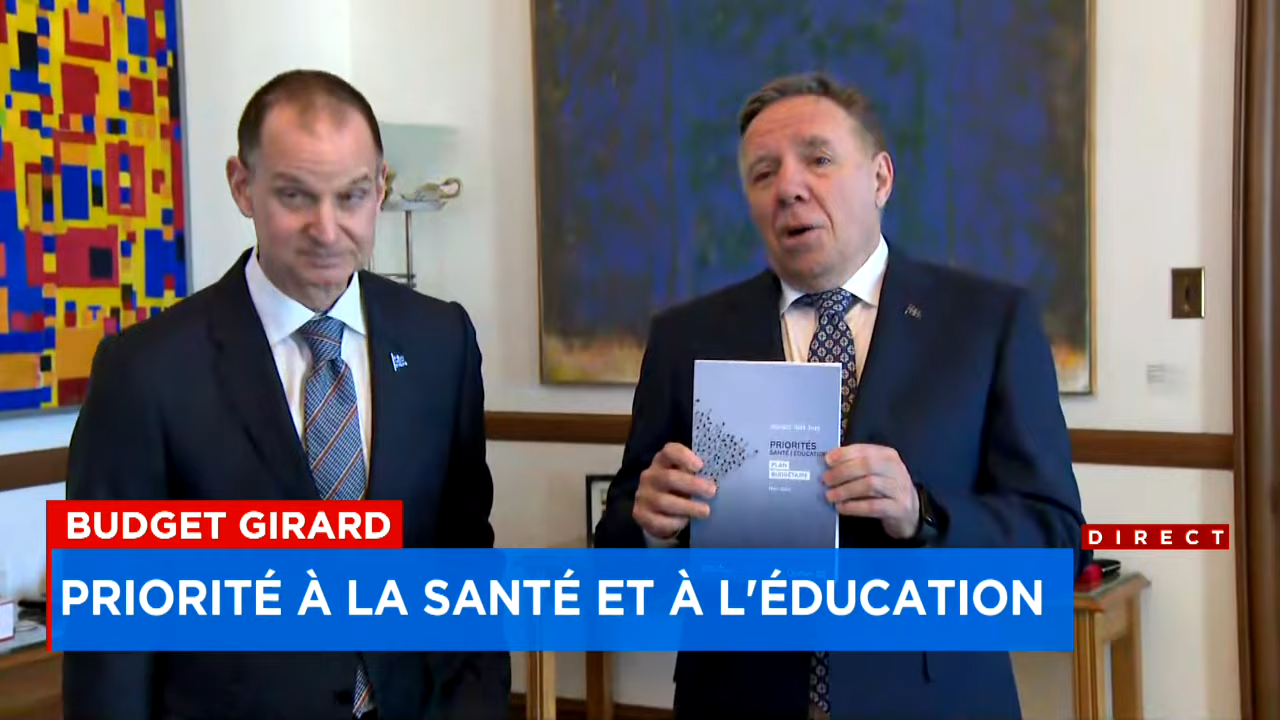 PRIORITÉS
SANTÉ | ÉDUCATION
PLAN
BUDGÉTAIRE
BUDGET GIRARD
DIRECT
PRIORITÉ À LA SANTÉ ET À L'ÉDUCATION